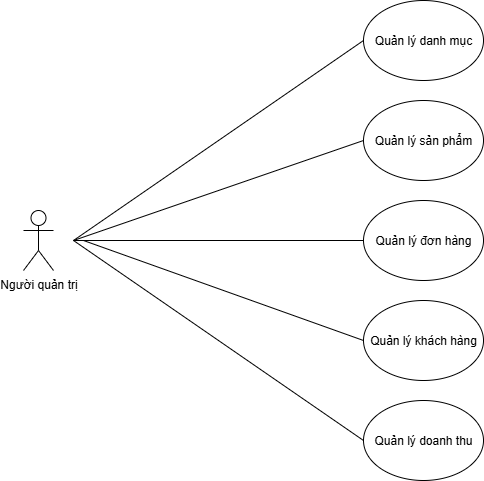 Quản lý danh mục
Quản lý sản phẩm
Quản lý đơn hàng
Người quản trị
Quản lý khách hàng
Quản lý doanh thu